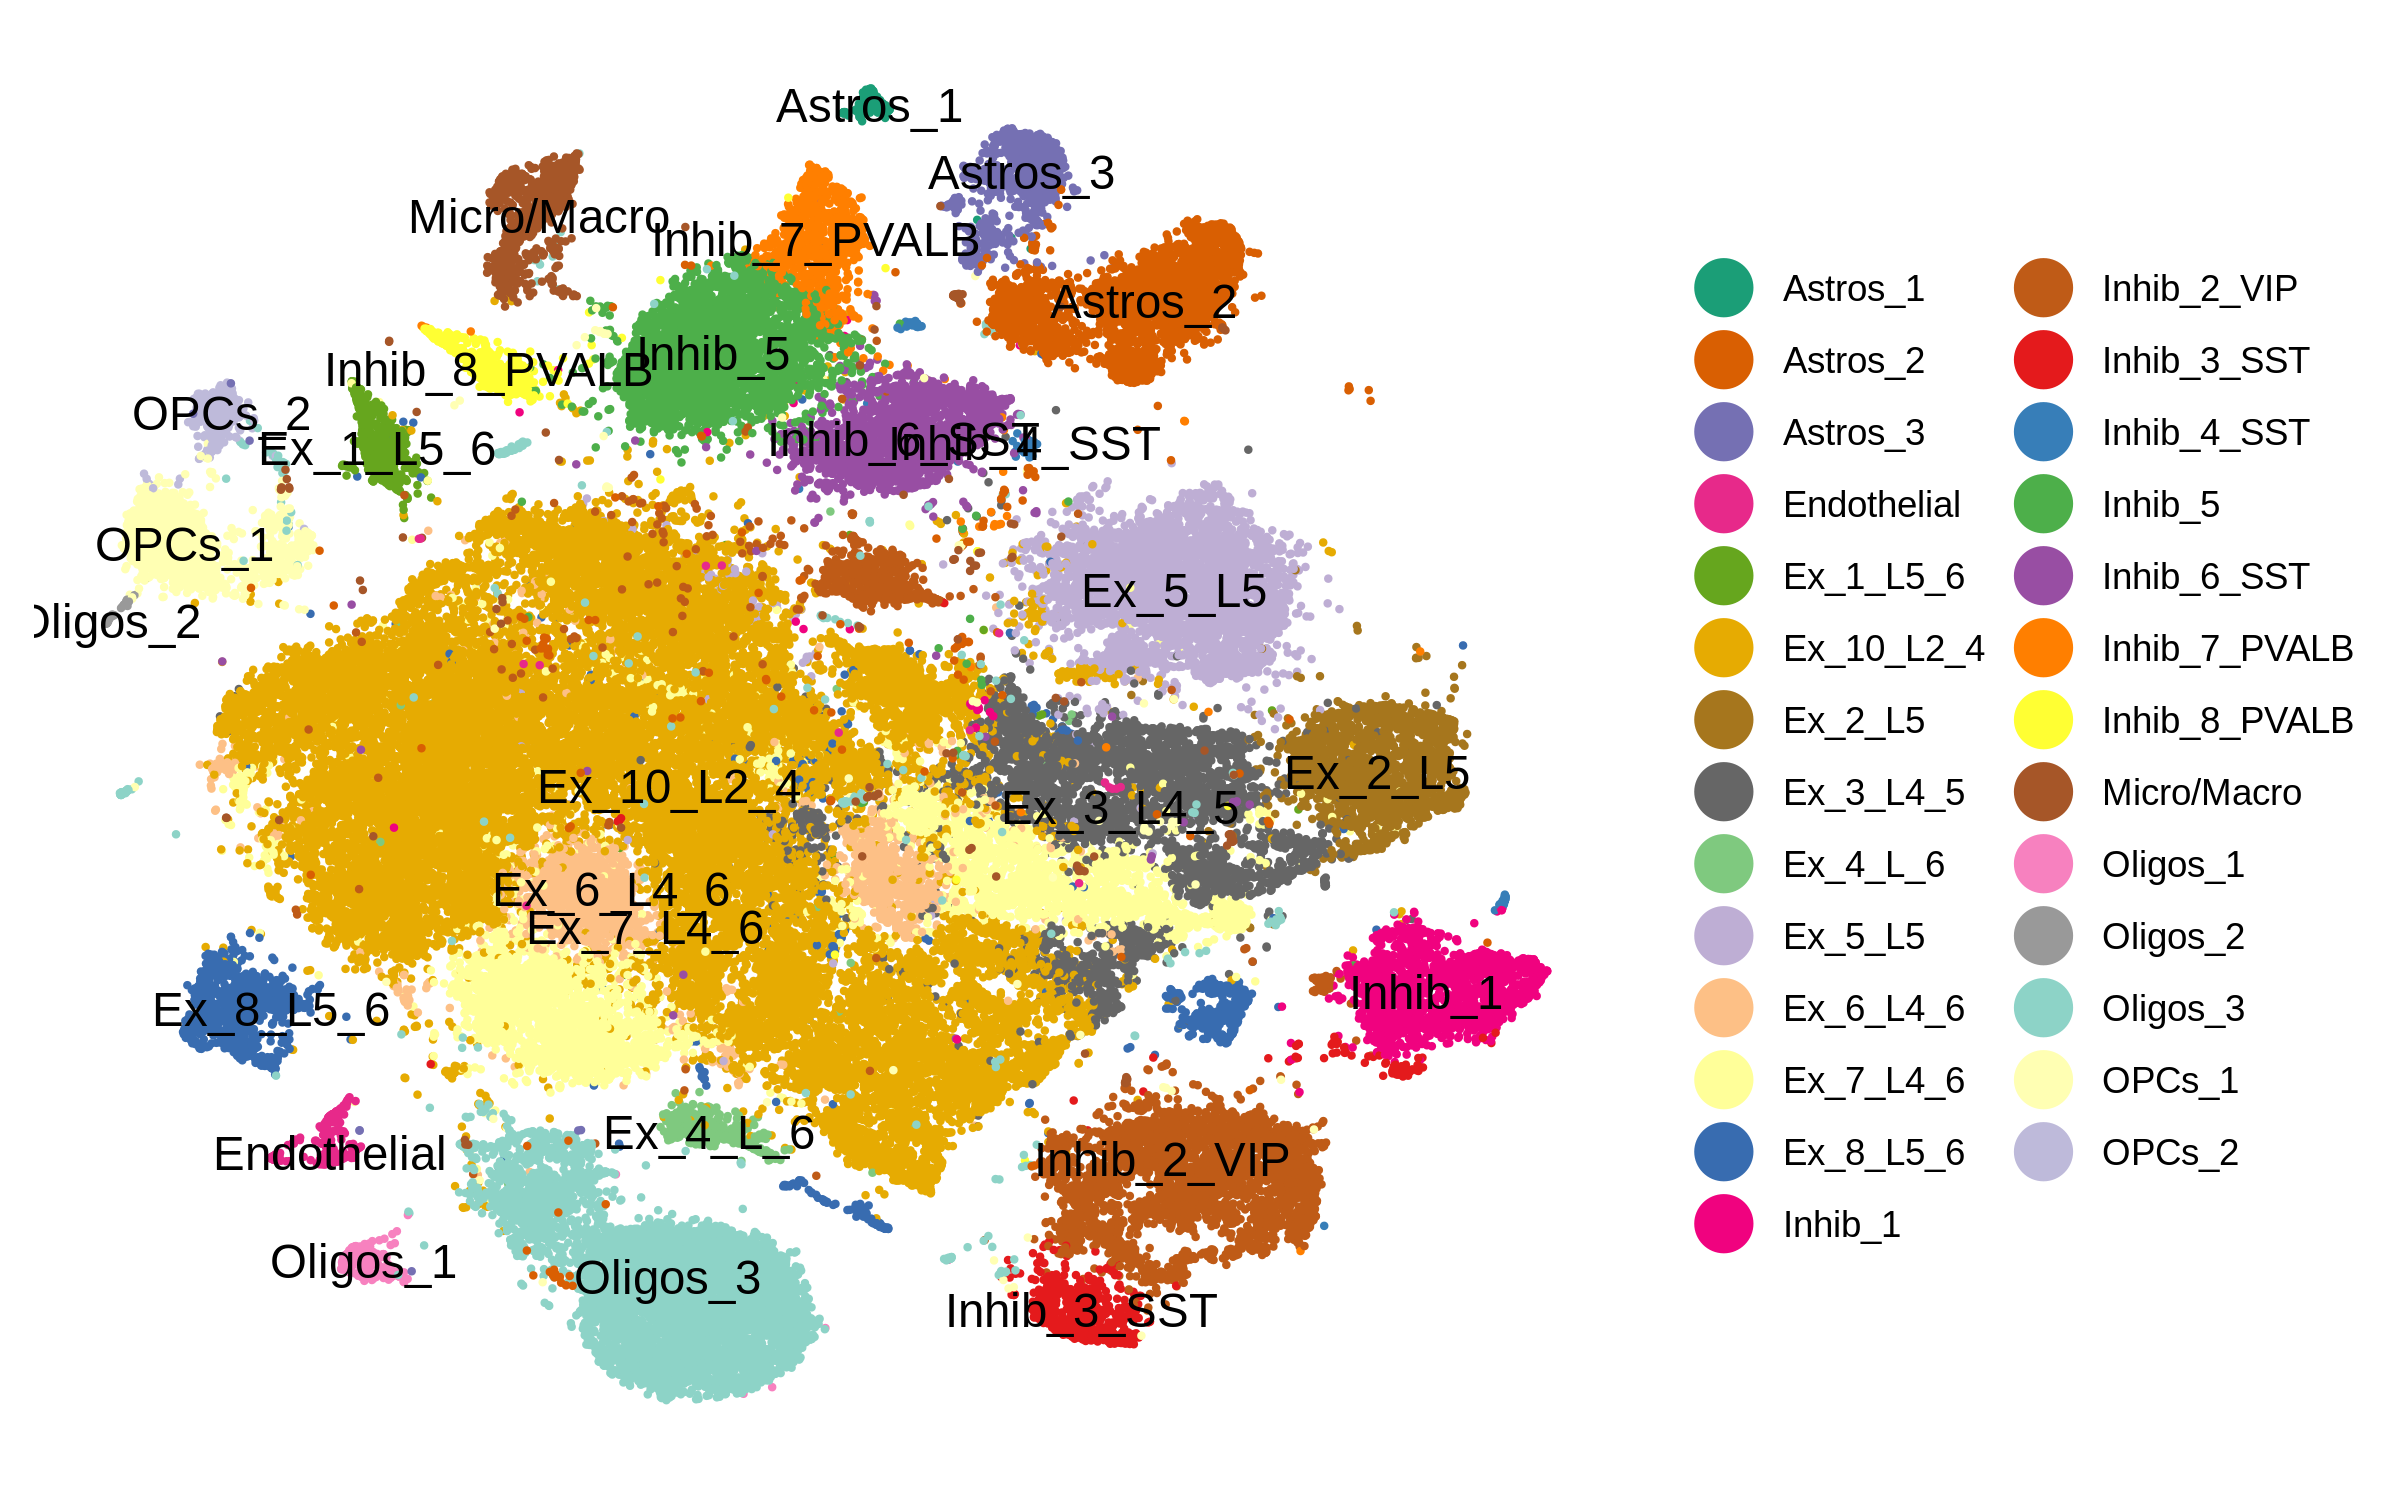 Astros_1
Astros_3
Micro/Macro
Inhib_7_PVALB
Astros_2
Inhib_5
Inhib_8_PVALB
OPCs_2
Ex_1_L5_6
Inhib_6_SST
Inhib_4_SST
OPCs_1
Ex_5_L5
Oligos_2
Ex_10_L2_4
Ex_2_L5
Ex_3_L4_5
Ex_6_L4_6
Ex_7_L4_6
Inhib_1
Ex_8_L5_6
Ex_4_L_6
Endothelial
Inhib_2_VIP
Oligos_1
Oligos_3
Inhib_3_SST
Astros_1
Astros_2
Astros_3
Endothelial
Ex_1_L5_6
Ex_10_L2_4
Ex_2_L5
Ex_3_L4_5
Ex_4_L_6
Ex_5_L5
Ex_6_L4_6
Ex_7_L4_6
Ex_8_L5_6
Inhib_1
Inhib_2_VIP
Inhib_3_SST
Inhib_4_SST
Inhib_5
Inhib_6_SST
Inhib_7_PVALB
Inhib_8_PVALB
Micro/Macro
Oligos_1
Oligos_2
Oligos_3
OPCs_1
OPCs_2